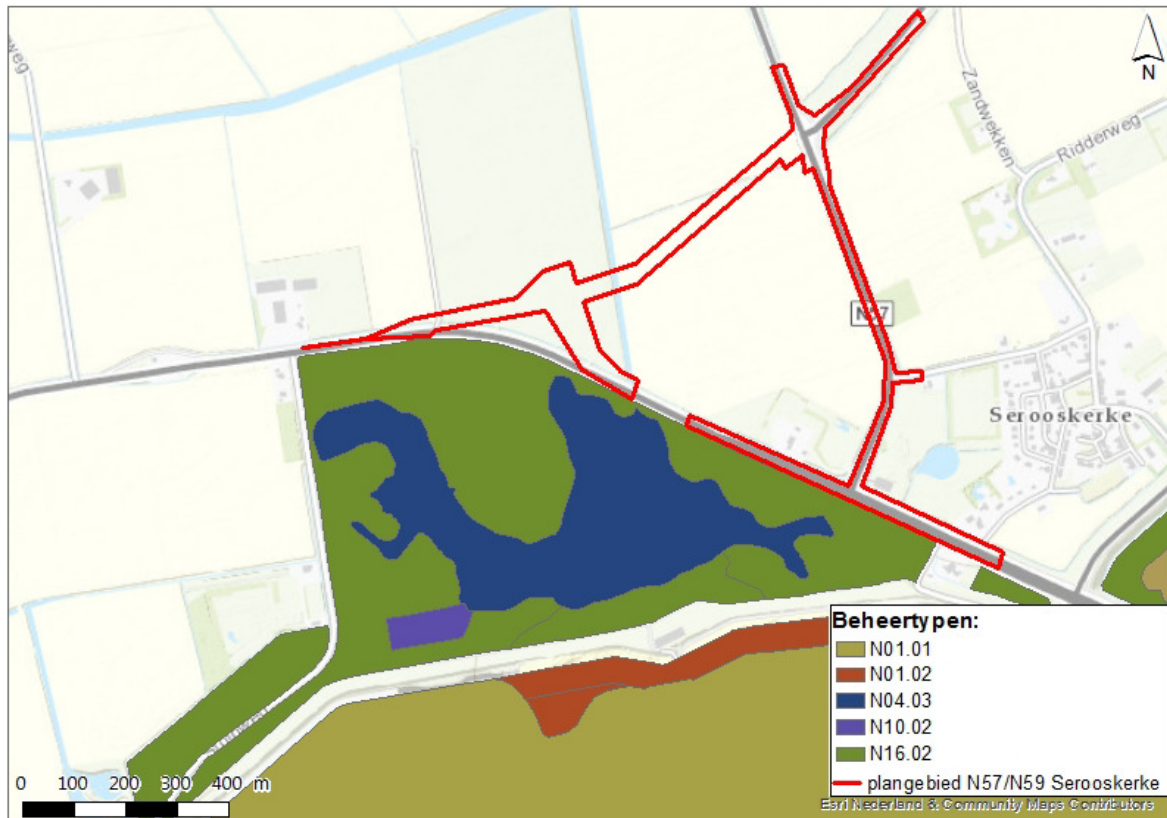 weg
N
Zandwekken
Ridderweg
N57
Serooskerke
Beheertypen:
N01.01
N01.02
N04.03
N10.02
N16.02
plangebied N57/N59 Serooskerke
0 100 200 300 400 m
Esri Nederland & Community Maps Contributors